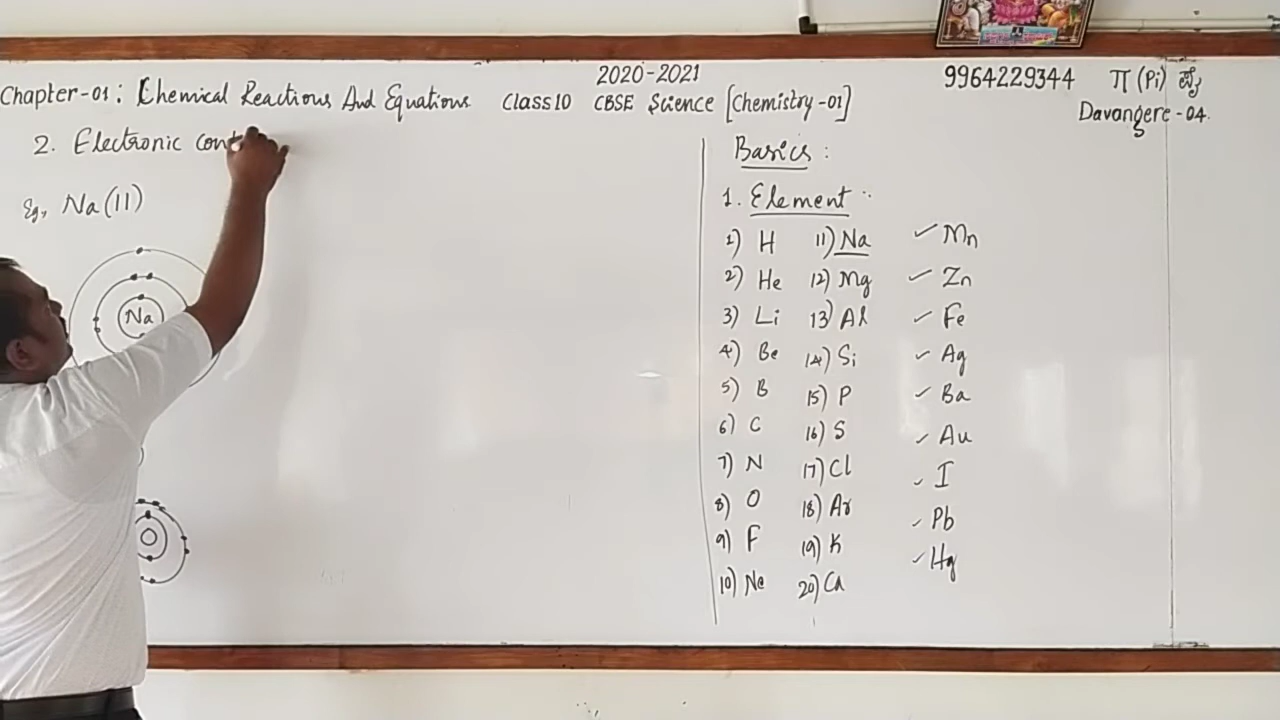 2020-2021
Chapter-01: Chemical Reactions And Equations Class 10 CBSE Science [Chemistry-01]
9964229344 π (Pi)
Davangere - 04.
2. Electronic con
Eg, Na(11)
Na
O
Basics :
1. Element :
1) H 11) Na ✓ Mn
2) He 12) Mg ✓ Zn
3) Li 13) Al ✓ Fe
4) Be 14) Si ✓ Ag
5) B 15) P ✓ Ba
6) C 16) S ✓ Au
7) N 17) Cl ✓ I
8) O 18) Ar ✓ Pb
9) F 19) K ✓ Hg
10) Ne 20) Ca